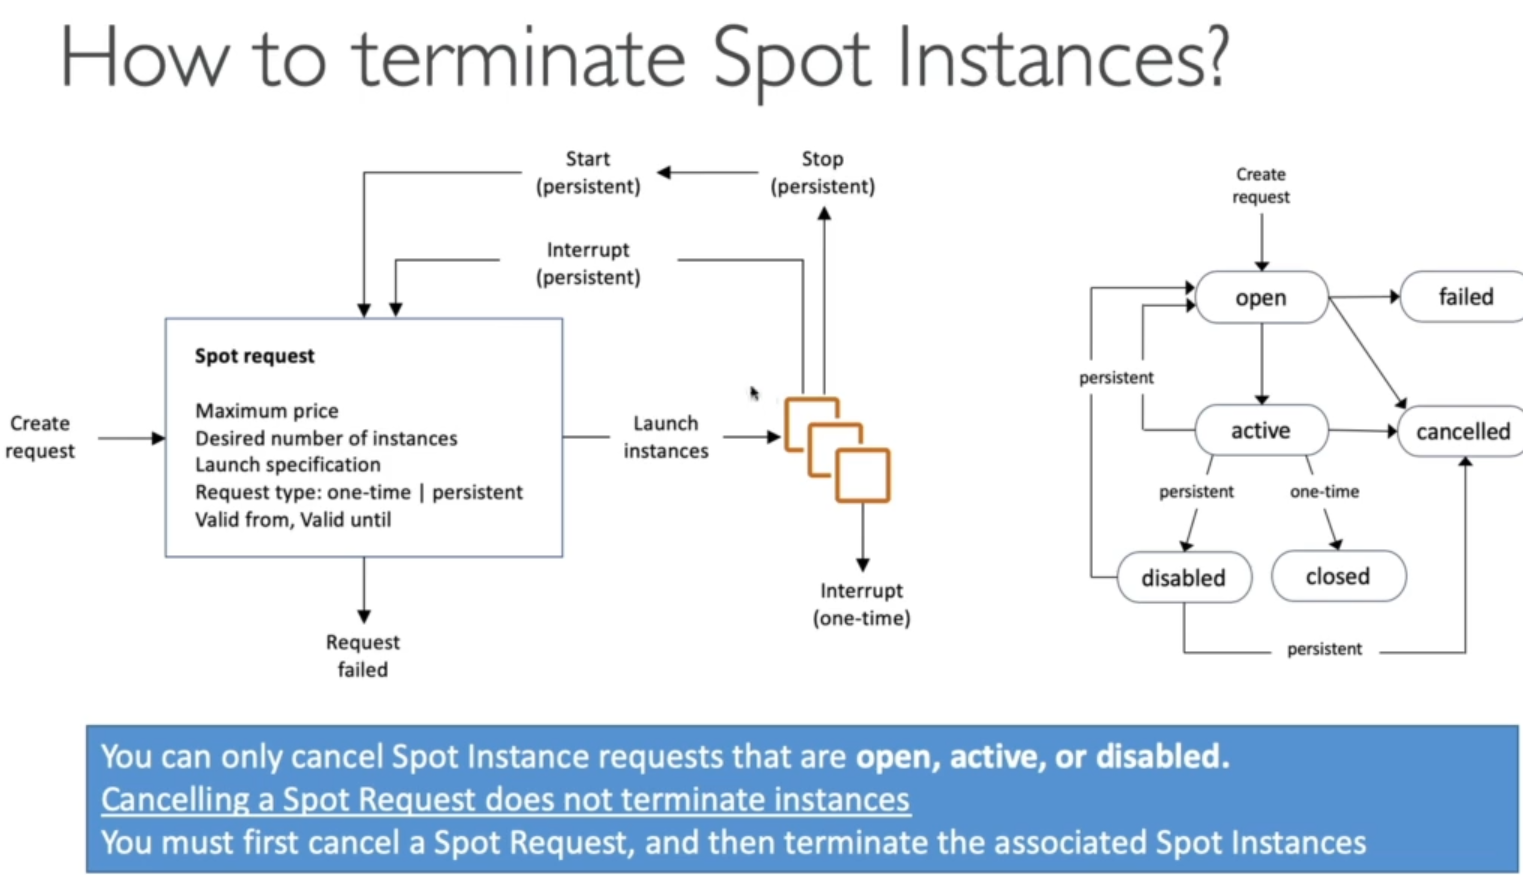 How to terminate Spot Instances?
Start
(persistent)
Stop
(persistent)
Interrupt
(persistent)
Create
request
Spot request
Maximum price
Desired number of instances
Launch specification
Request type: one-time | persistent
Valid from, Valid until
Launch
instances
Interrupt
(one-time)
Request
failed
Create
request
open
failed
persistent
active
cancelled
persistent
one-time
disabled
closed
persistent
You can only cancel Spot Instance requests that are open, active, or disabled.
Cancelling a Spot Request does not terminate instances
You must first cancel a Spot Request, and then terminate the associated Spot Instances